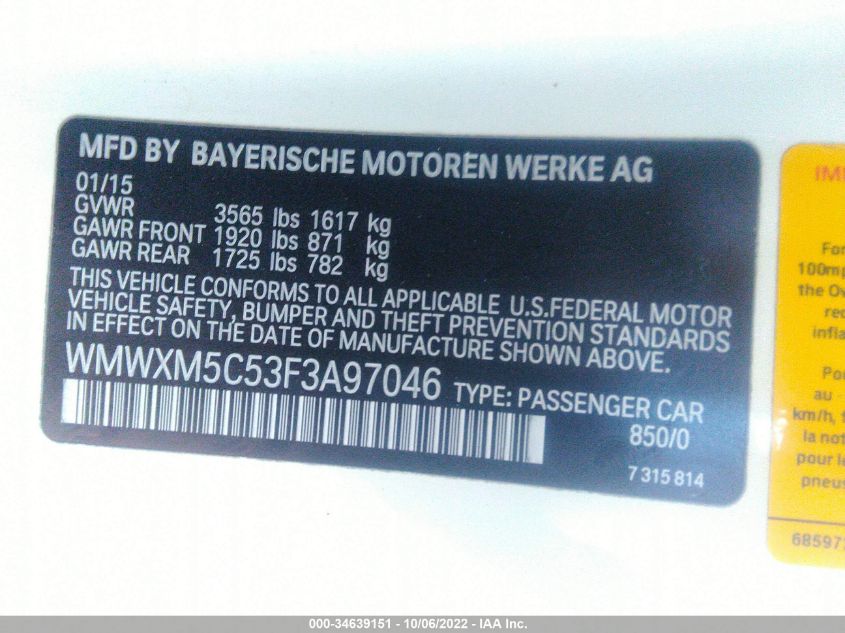 MFD BY BAYERISCHE MOTOREN WERKE AG
01/15
GVWR 3565 lbs 1617 kg
GAWR FRONT 1920 lbs 871 kg
GAWR REAR 1725 lbs 782 kg
THIS VEHICLE CONFORMS TO ALL APPLICABLE U.S.FEDERAL MOTOR
VEHICLE SAFETY, BUMPER AND THEFT PREVENTION STANDARDS
IN EFFECT ON THE DATE OF MANUFACTURE SHOWN ABOVE.
WMWXM5C53F3A97046 TYPE: PASSENGER CAR
850/0
7 315 814
For
100mp
the Ov
infla
au
km/h,
la not
pour le
pneus
68597
000-34639151 - 10/06/2022 - IAA Inc.